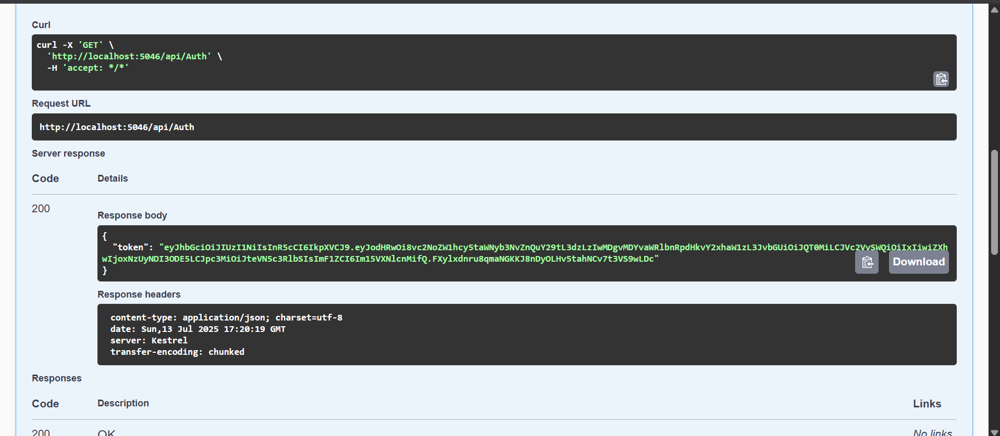 Curl
curl -X 'GET' \
'http://localhost:5046/api/Auth' \
-H 'accept: */*'
Request URL
http://localhost:5046/api/Auth
Server response
Code Details
200
Response body
{
"token": "eyJhbGciOiJIUzI1NiIsInR5cCI6IkpXVCJ9.eyJodHRwOi8vc2NoZW1hcy5taWNyb3NvZnQuY29tL3dzLzIwMDgvMDYvaWRlbnRpdHkvY2xhaW1zL3JvbGUiOiJQT0MiLCJVc2VySWQiOiIxIiwiZXh
wIjoxNzUyNDI3ODE5LCJpc3MiOiJteVN5c3RlbSIsImF1ZCI6Im15VXNlcnMifQ.FXylxdnru8qmaNGKKJ8nDyOLHv5tahNCv7t3VS9wLDc"
}
Download
Response headers
content-type: application/json; charset=utf-8
date: Sun,13 Jul 2025 17:20:19 GMT
server: Kestrel
transfer-encoding: chunked
Responses
Code Description Links
200 OK No links